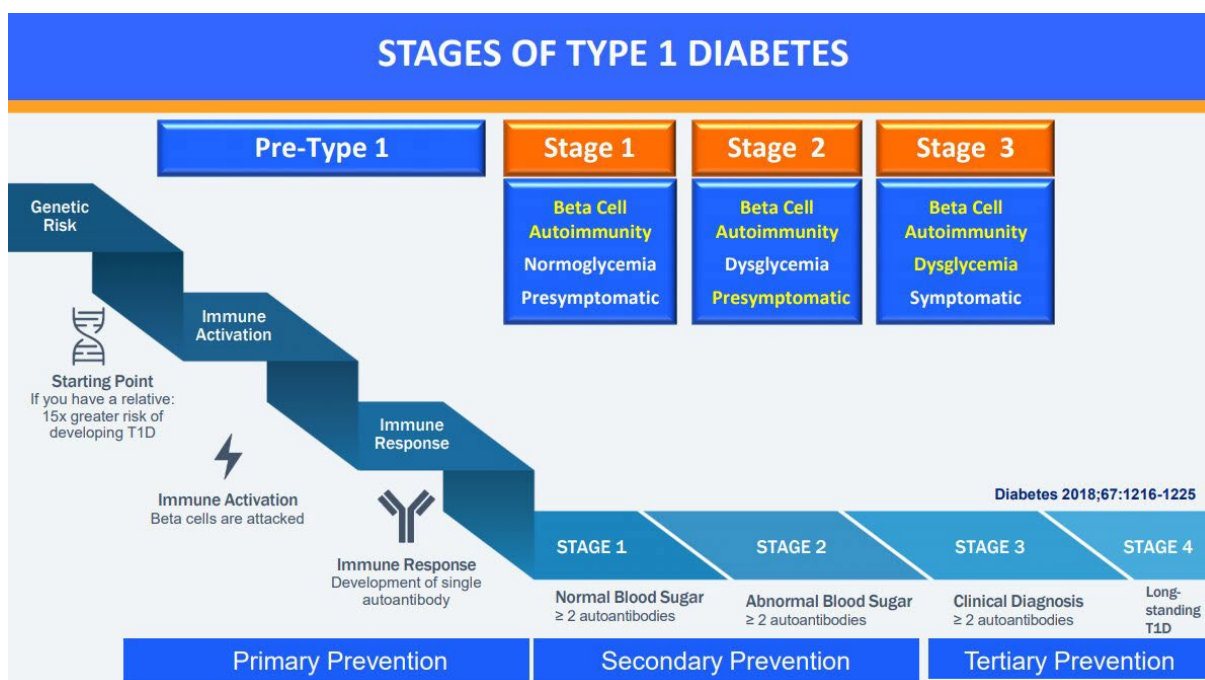 STAGES OF TYPE 1 DIABETES
Pre-Type 1
Stage 1
Stage 2
Stage 3
Beta Cell
Autoimmunity
Normoglycemia
Presymptomatic
Beta Cell
Autoimmunity
Dysglycemia
Presymptomatic
Beta Cell
Autoimmunity
Dysglycemia
Symptomatic
Genetic
Risk
Starting Point
If you have a relative:
15x greater risk of
developing T1D
Immune
Activation
Immune Activation
Beta cells are attacked
Immune
Response
Immune Response
Development of single
autoantibody
Diabetes 2018;67:1216-1225
STAGE 1
STAGE 2
STAGE 3
STAGE 4
Normal Blood Sugar
≥ 2 autoantibodies
Abnormal Blood Sugar
≥ 2 autoantibodies
Clinical Diagnosis
≥ 2 autoantibodies
Long-
standing
T1D
Primary Prevention
Secondary Prevention
Tertiary Prevention